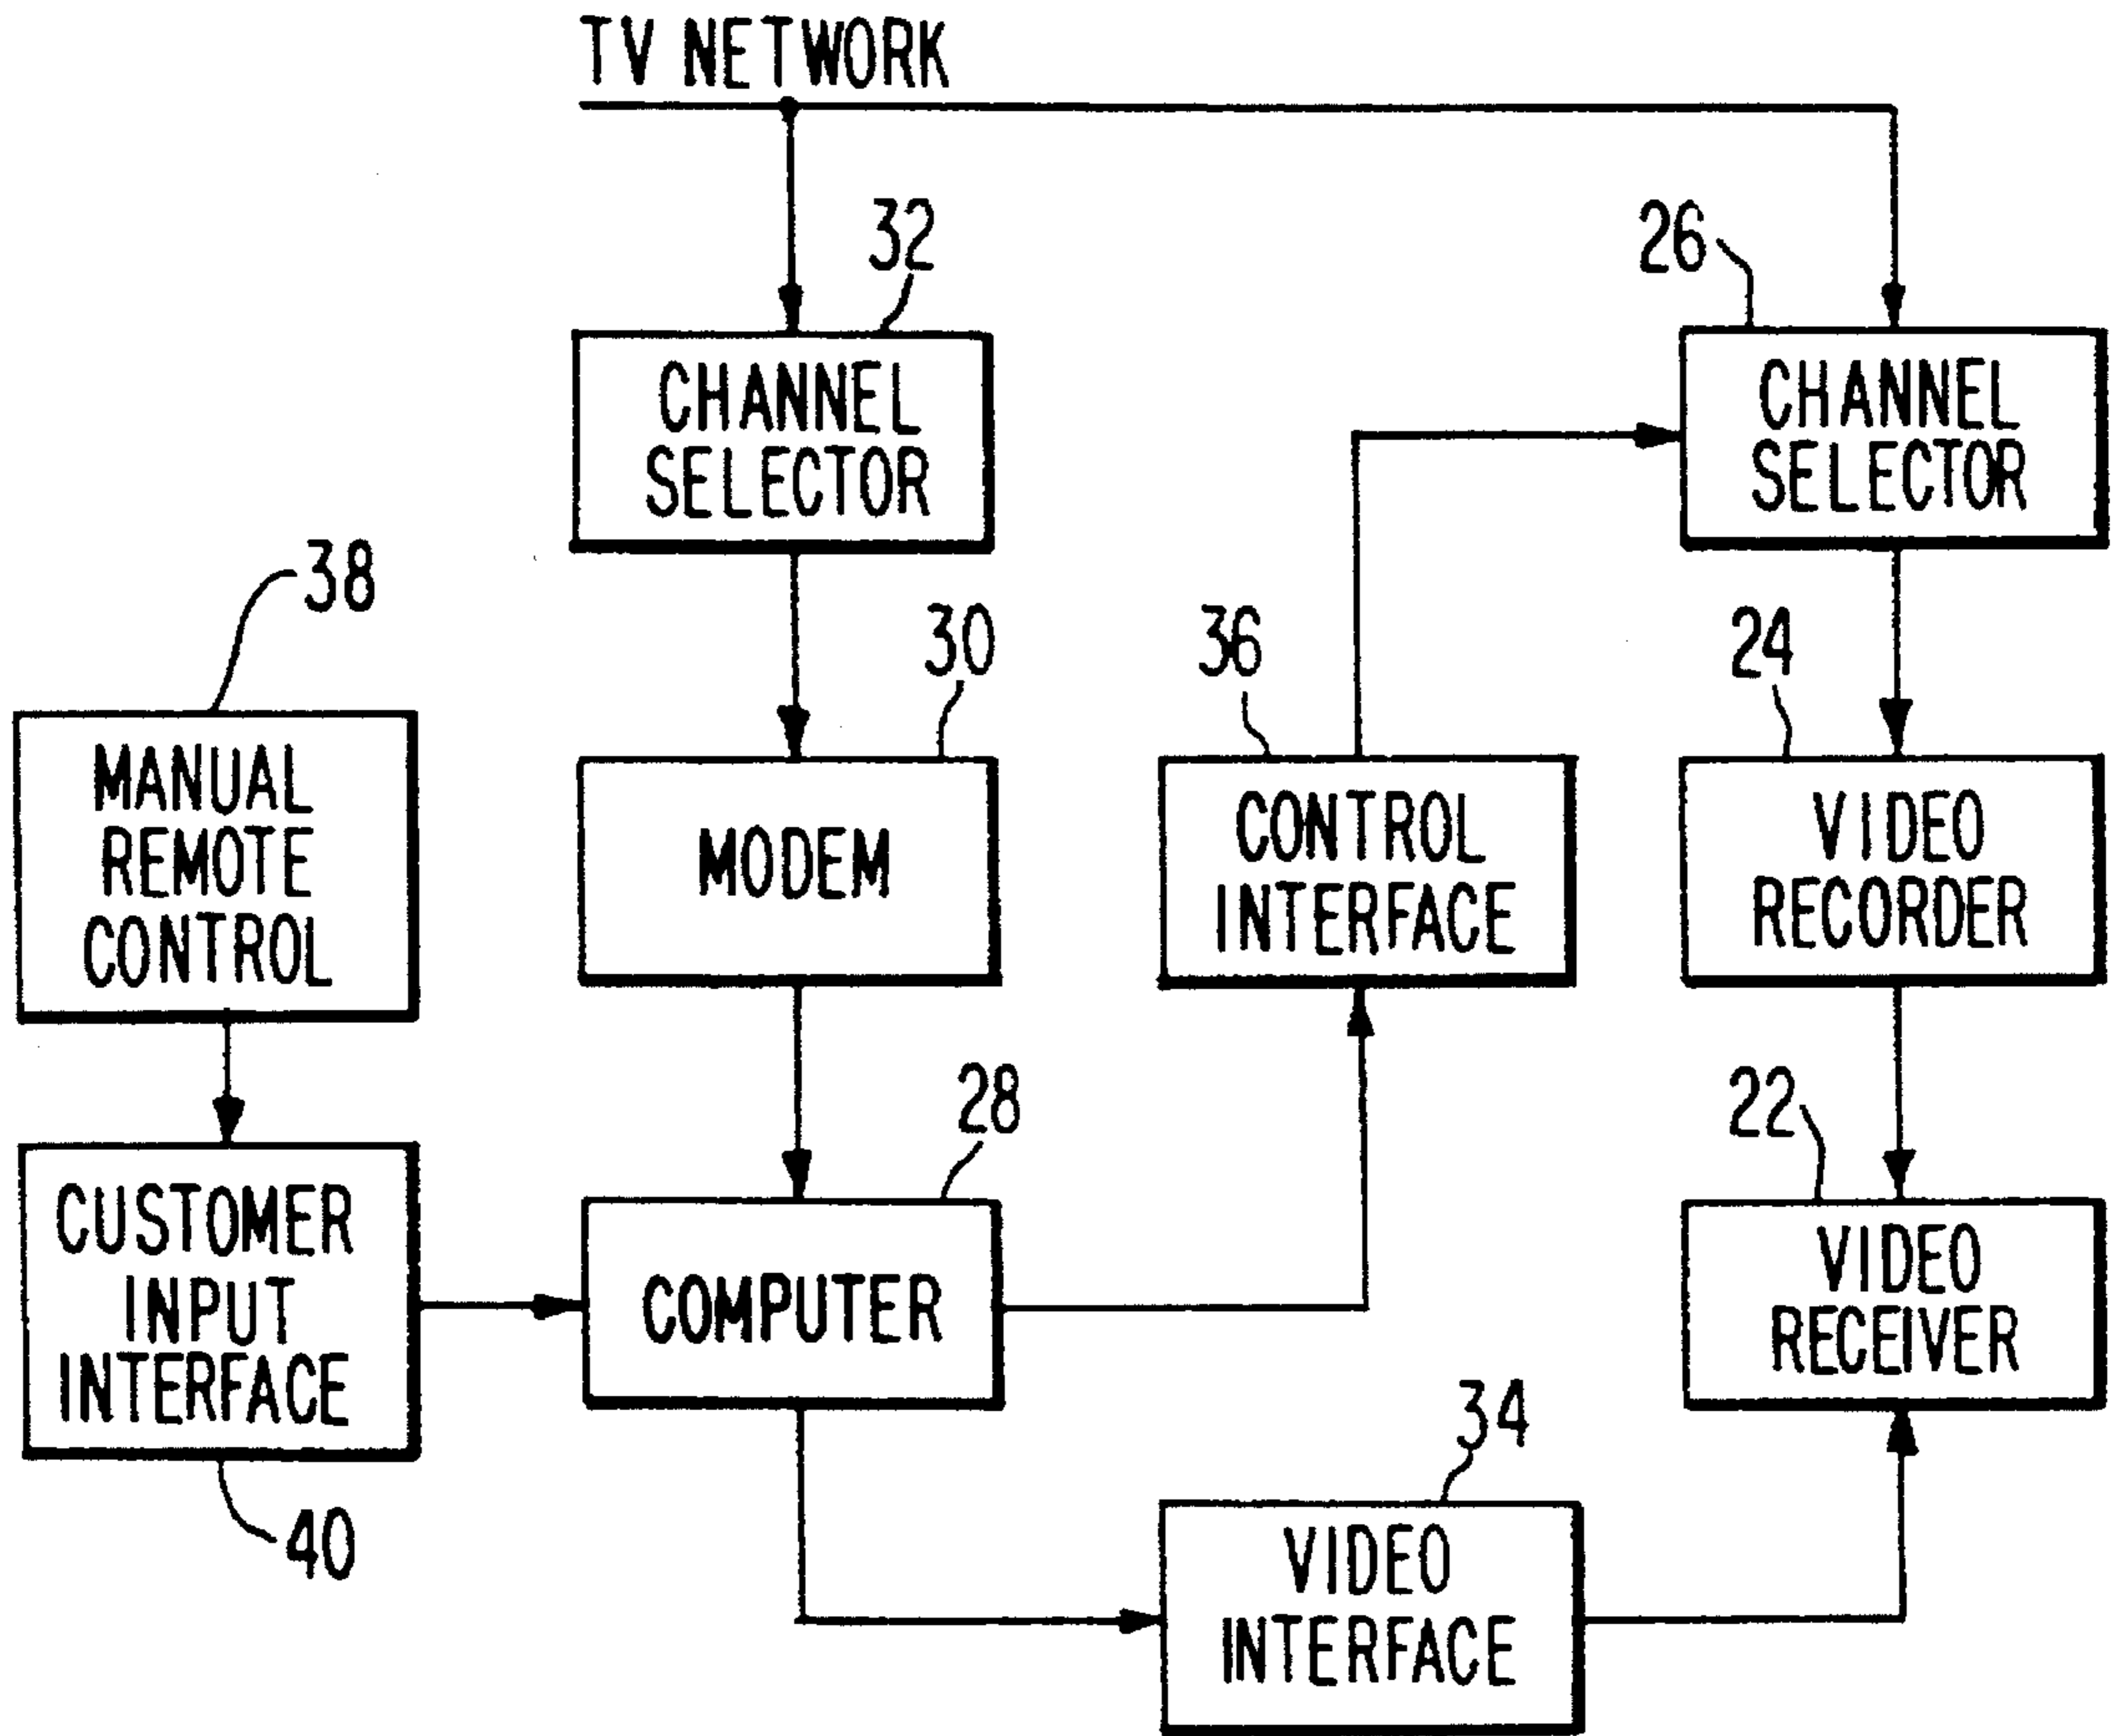 TV NETWORK
32
26
CHANNEL
SELECTOR
CHANNEL
SELECTOR
38
30
36
24
MANUAL
REMOTE
CONTROL
MODEM
CONTROL
INTERFACE
VIDEO
RECORDER
28
22
CUSTOMER
INPUT
INTERFACE
COMPUTER
VIDEO
RECEIVER
34
40
VIDEO
INTERFACE